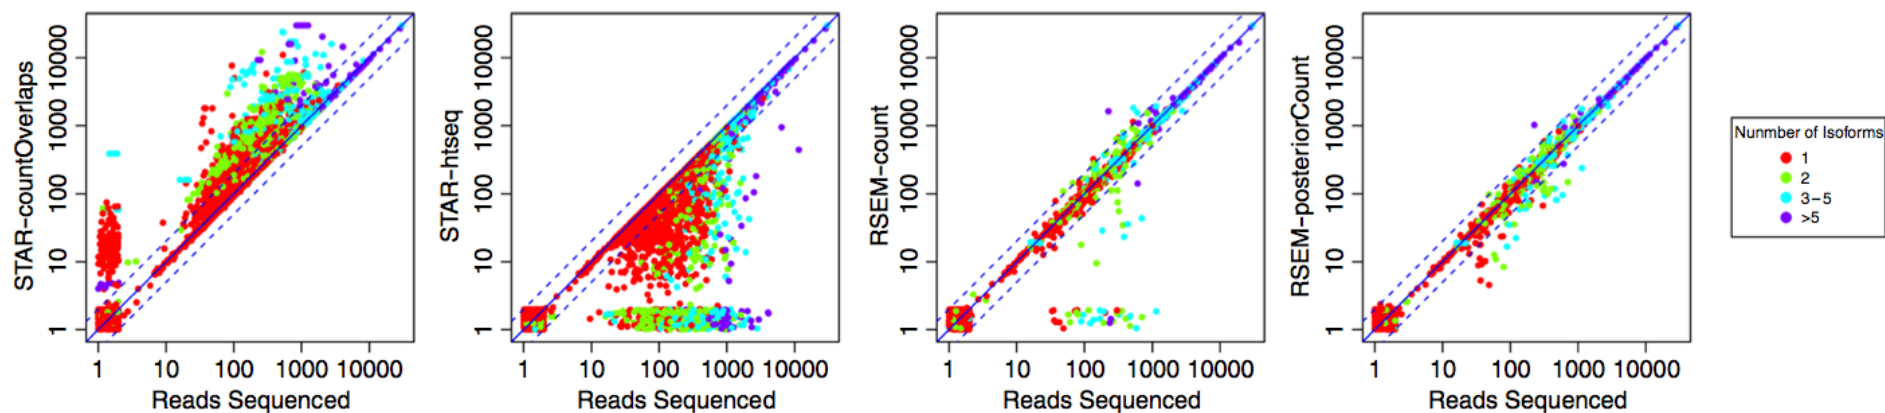 STAR-countOverlaps
10000
1000
100
10
1
1 10 100 1000 10000
Reads Sequenced
STAR-htseq
10000
1000
100
10
1
1 10 100 1000 10000
Reads Sequenced
RSEM-count
10000
1000
100
10
1
1 10 100 1000 10000
Reads Sequenced
RSEM-posteriorCount
10000
1000
100
10
1
1 10 100 1000 10000
Reads Sequenced
Nunmber of Isoforms
1
2
3-5
>5